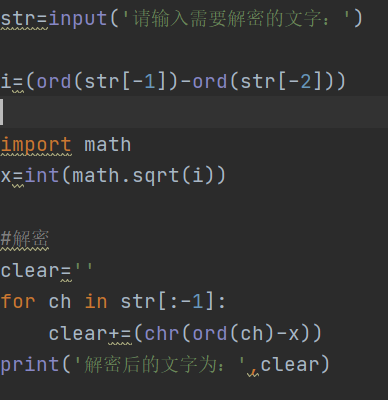 str=input('请输入需要解密的文字：')
i=(ord(str[-1])-ord(str[-2]))
import math
x=int(math.sqrt(i))
#解密
clear=''
for ch in str[:-1]:
    clear+=(chr(ord(ch)-x))
print('解密后的文字为：',clear)